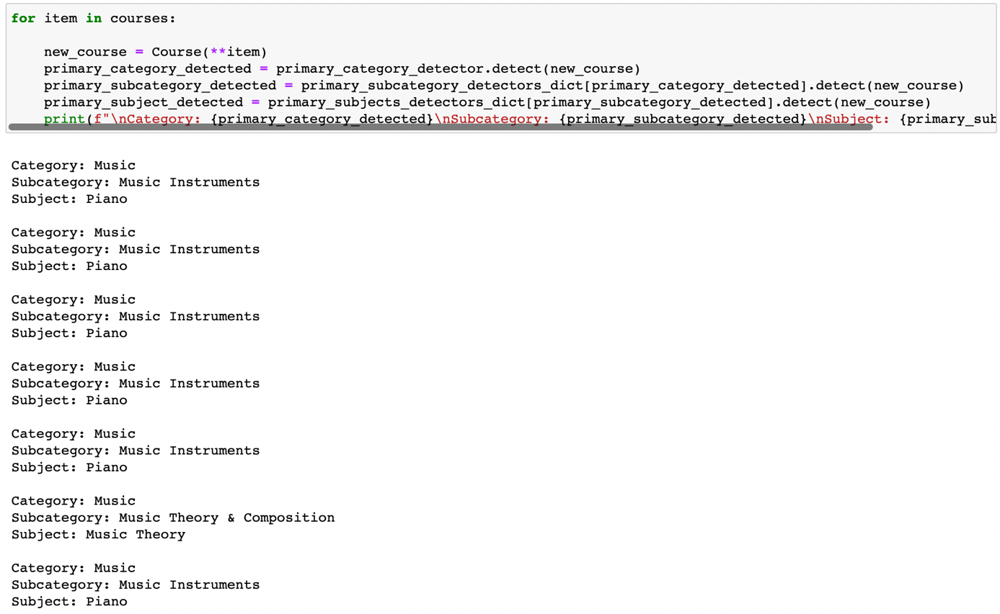 for item in courses:
new_course = Course(**item)
primary_category_detected = primary_category_detector.detect(new_course)
primary_subcategory_detected = primary_subcategory_detectors_dict[primary_category_detected].detect(new_course)
primary_subject_detected = primary_subjects_detectors_dict[primary_subcategory_detected].detect(new_course)
print(f"\nCategory: {primary_category_detected}\nSubcategory: {primary_subcategory_detected}\nSubject: {primary_sub
Category: Music
Subcategory: Music Instruments
Subject: Piano
Category: Music
Subcategory: Music Instruments
Subject: Piano
Category: Music
Subcategory: Music Instruments
Subject: Piano
Category: Music
Subcategory: Music Instruments
Subject: Piano
Category: Music
Subcategory: Music Instruments
Subject: Piano
Category: Music
Subcategory: Music Theory & Composition
Subject: Music Theory
Category: Music
Subcategory: Music Instruments
Subject: Piano